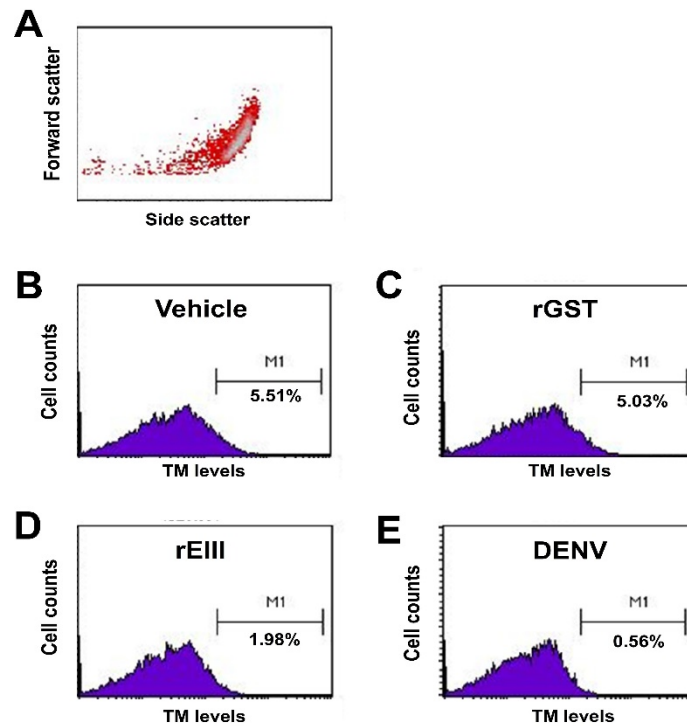 A
Forward scatter
Side scatter
B
Vehicle
M1
5.51%
Cell counts
TM levels
C
rGST
M1
5.03%
Cell counts
TM levels
D
rEIII
M1
1.98%
Cell counts
TM levels
E
DENV
M1
0.56%
Cell counts
TM levels